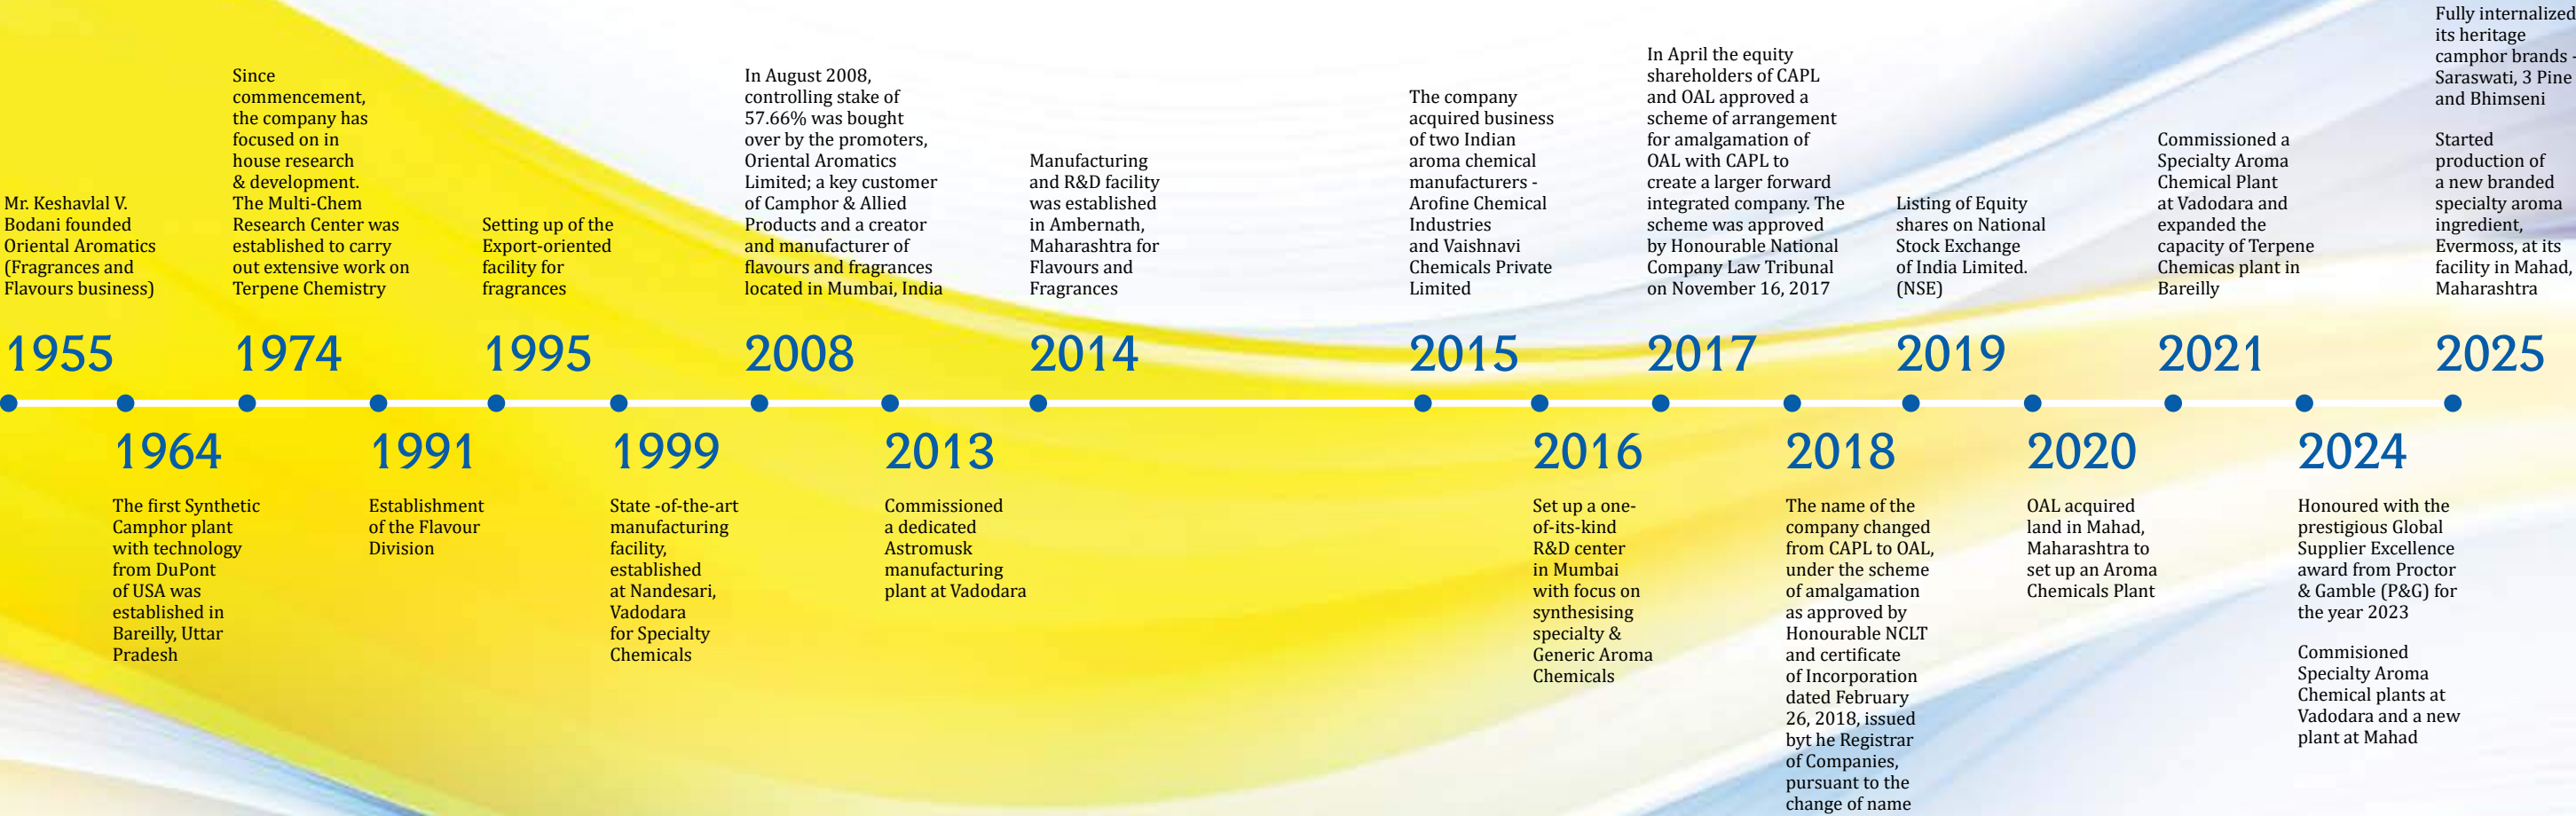 Mr. Keshavlal V.
Bodani founded
Oriental Aromatics
(Fragrances and
Flavours business)
1955
1964
The first Synthetic
Camphor plant
with technology
from DuPont
of USA was
established in
Bareilly, Uttar
Pradesh
Since
commencement,
the company has
focused on in
house research
& development.
The Multi-Chem
Research Center was
established to carry
out extensive work on
Terpene Chemistry
1974
1991
Establishment
of the Flavour
Division
Setting up of the
Export-oriented
facility for
fragrances
1995
1999
State -of-the-art
manufacturing
facility,
established
at Nandesari,
Vadodara
for Specialty
Chemicals
In August 2008,
controlling stake of
57.66% was bought
over by the promoters,
Oriental Aromatics
Limited; a key customer
of Camphor & Allied
Products and a creator
and manufacturer of
flavours and fragrances
located in Mumbai, India
2008
2013
Commissioned
a dedicated
Astromusk
manufacturing
plant at Vadodara
Manufacturing
and R&D facility
was established
in Ambernath,
Maharashtra for
Flavours and
Fragrances
2014
The company
acquired business
of two Indian
aroma chemical
manufacturers -
Arofine Chemical
Industries
and Vaishnavi
Chemicals Private
Limited
2015
2016
Set up a one-
of-its-kind
R&D center
in Mumbai
with focus on
synthesising
specialty &
Generic Aroma
Chemicals
In April the equity
shareholders of CAPL
and OAL approved a
scheme of arrangement
for amalgamation of
OAL with CAPL to
create a larger forward
integrated company. The
scheme was approved
by Honourable National
Company Law Tribunal
on November 16, 2017
2017
2018
The name of the
company changed
from CAPL to OAL,
under the scheme
of amalgamation
as approved by
Honourable NCLT
and certificate
of Incorporation
dated February
26, 2018, issued
byt he Registrar
of Companies,
pursuant to the
change of name
Listing of Equity
shares on National
Stock Exchange
of India Limited.
(NSE)
2019
2020
OAL acquired
land in Mahad,
Maharashtra to
set up an Aroma
Chemicals Plant
Commissioned a
Specialty Aroma
Chemical Plant
at Vadodara and
expanded the
capacity of Terpene
Chemicas plant in
Bareilly
2021
2024
Honoured with the
prestigious Global
Supplier Excellence
award from Proctor
& Gamble (P&G) for
the year 2023
Commisioned
Specialty Aroma
Chemical plants at
Vadodara and a new
plant at Mahad
Fully internalized
its heritage
camphor brands -
Saraswati, 3 Pine
and Bhimseni
Started
production of
a new branded
specialty aroma
ingredient,
Evermoss, at its
facility in Mahad,
Maharashtra
2025